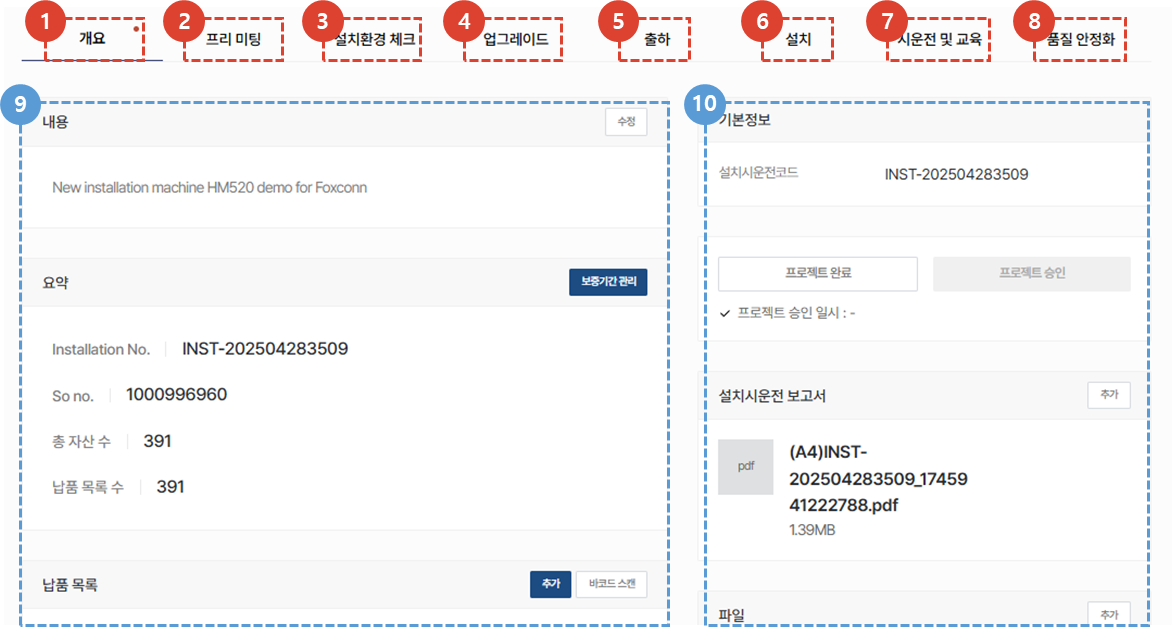 1 개요
2 프리 미팅
3 설치환경 체크
4 업그레이드
5 출하
6 설치
7 시운전 및 교육
8 품질 안정화
9
내용 수정
New installation machine HM520 demo for Foxconn
요약 보증기간 관리
Installation No. INST-202504283509
So no. 1000996960
총 자산 수 391
납품 목록 수 391
납품 목록 추가 바코드 스캔
10
기본정보
설치시운전코드 INST-202504283509
프로젝트 완료 프로젝트 승인
프로젝트 승인 일시 : -
설치시운전 보고서 추가
pdf
(A4)INST-
202504283509_17459
41222788.pdf
1.39MB
파일 추가